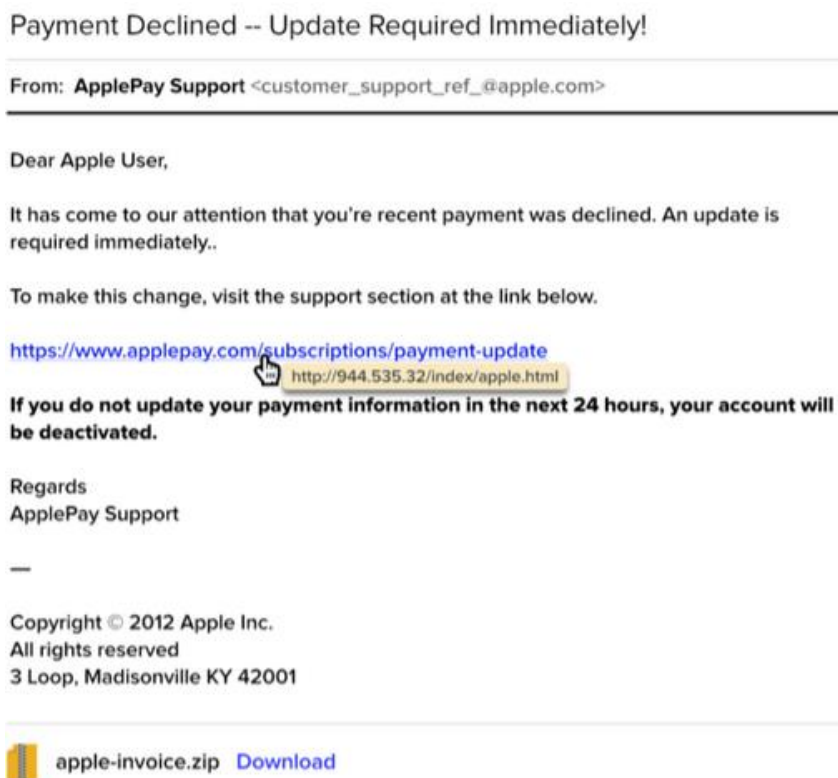 Payment Declined -- Update Required Immediately!
From: ApplePay Support <customer_support_ref_@apple.com>
Dear Apple User,
It has come to our attention that you're recent payment was declined. An update is
required immediately..
To make this change, visit the support section at the link below.
https://www.applepay.com/subscriptions/payment-update
http://944.535.32/index/apple.html
If you do not update your payment information in the next 24 hours, your account will
be deactivated.
Regards
ApplePay Support
—
Copyright © 2012 Apple Inc.
All rights reserved
3 Loop, Madisonville KY 42001
apple-invoice.zip Download